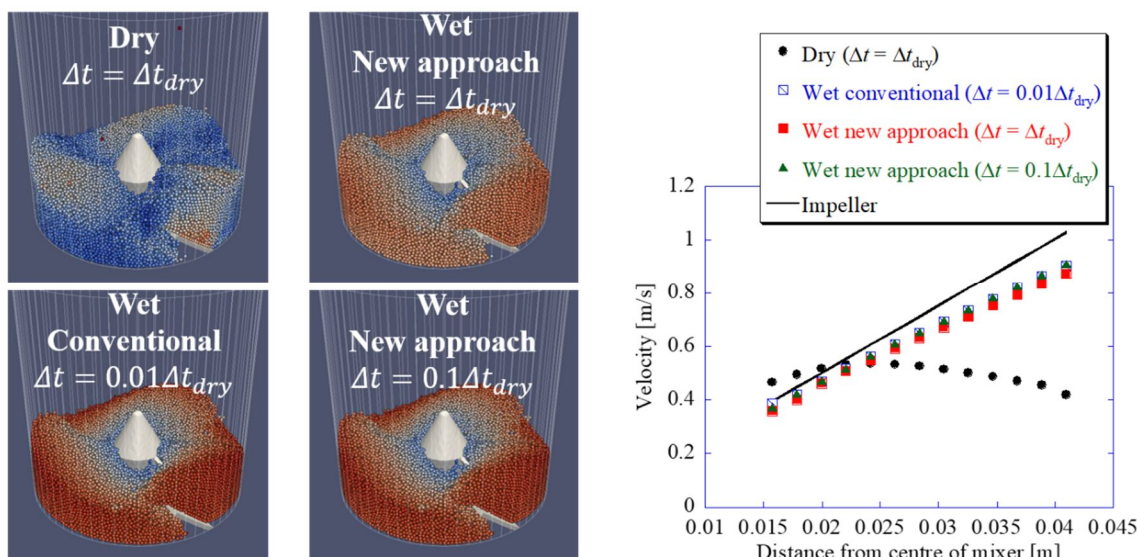 Dry
Δt = Δt_dry
Wet
New approach
Δt = Δt_dry
Wet
Conventional
Δt = 0.01Δt_dry
Wet
New approach
Δt = 0.1Δt_dry
Dry (Δt = Δt_dry)
Wet conventional (Δt = 0.01Δt_dry)
Wet new approach (Δt = Δt_dry)
Wet new approach (Δt = 0.1Δt_dry)
Impeller
Velocity [m/s]
1.2
1
0.8
0.6
0.4
0.2
0
0.01 0.015 0.02 0.025 0.03 0.035 0.04 0.045
Distance from centre of mixer [m]